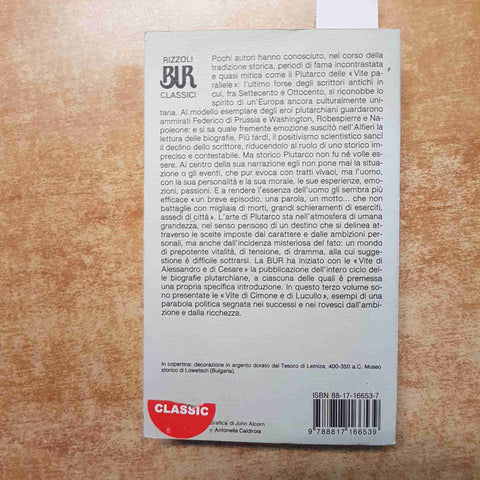 RIZZOLI
BUR
CLASSICI
Pochi autori hanno conosciuto, nel corso della
tradizione storica, periodi di fama incontrastata
e quasi mitica come il Plutarco delle «Vite pa-
rallele»: l'ultimo forse degli scrittori antichi in
cui, fra Settecento e Ottocento, si riconobbe lo
spirito di un'Europa ancora culturalmente uni-
taria. Al modello esemplare degli eroi plutarchiani guardarono
ammirati Federico di Prussia e Washington, Robespierre e Na-
poleone: e si sa quale fremente emozione suscitò nell'Alfieri la
lettura delle biografie. Più tardi, il positivismo scientifico sancì
il declino dello scrittore, riducendolo al ruolo di uno storico im-
preciso e contestabile. Ma storico Plutarco non fu né volle es-
sere. Al centro della sua narrazione egli non pone mai la situa-
zione o gli eventi, che pur evoca con tratti vivaci, ma l'uomo,
con la sua personalità e la sua morale, le sue esperienze, emo-
zioni, passioni. E a rendere l'essenza dell'uomo gli sembra più
efficace «un breve episodio, una parola, un motto... che non
battaglie con migliaia di morti, grandi schieramenti di eserciti,
assedi di città». L'arte di Plutarco sta nell'atmosfera di umana
grandezza, nel senso pensoso di un destino che si delinea at-
traverso le scelte imposte dal carattere e dalle ambizioni per-
sonali, ma anche dall'incidenza misteriosa del fato: un mondo
di prepotente vitalità, di tensione, di dramma, alla cui sugge-
stione è difficile sottrarsi. La BUR ha iniziato con le «Vite di
Alessandro e di Cesare» la pubblicazione dell'intero ciclo del-
le biografie plutarchiane, a ciascuna delle quali è premessa
una propria specifica introduzione. In questo terzo volume so-
no presentate le «Vite di Cimone e di Lucullo», esempi di una
parabola politica segnata nei successi e nei rovesci dall'ambi-
zione e dalla ricchezza.
In copertina: decorazione in argento dorato del Tesoro di Letniza, 400-350 a.C. Museo
storico di Lowetsch (Bulgaria).
ISBN 88-17-16653-7
CLASSIC
grafica di John Alcorn
e Antonella Caldirola
9 788817 166539